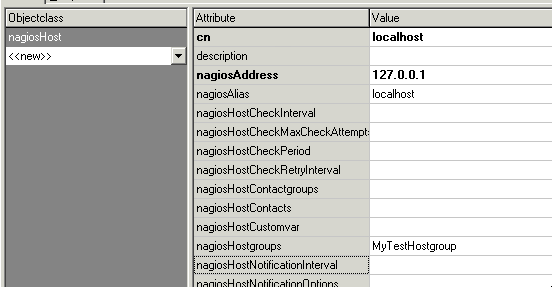 Objectclass Attribute Value
nagiosHost cn localhost
<<new>> description
nagiosAddress 127.0.0.1
nagiosAlias localhost
nagiosHostCheckInterval
nagiosHostCheckMaxCheckAttempt
nagiosHostCheckPeriod
nagiosHostCheckRetryInterval
nagiosHostContactgroups
nagiosHostContacts
nagiosHostCustomvar
nagiosHostgroups MyTestHostgroup
nagiosHostNotificationInterval
nagiosHostNotificationOptions